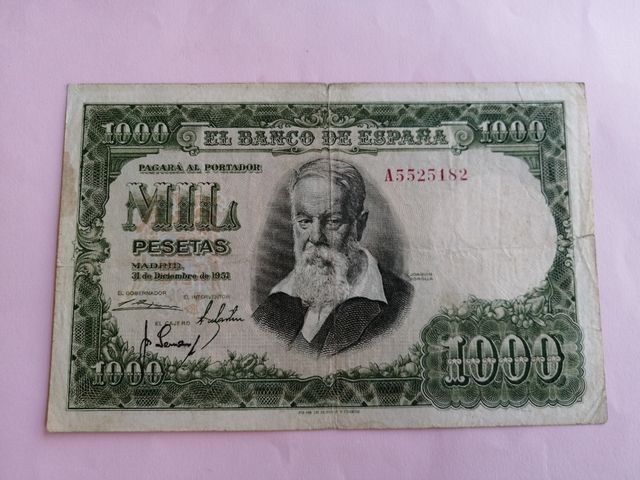 1000 EL BANCO DE ESPAÑA 1000
PAGARÁ AL PORTADOR
A5525182
MIL
PESETAS
MADRID
31 de Diciembre de 1951
JOAQUIN
SOROLLA
EL GOBERNADOR
EL INTERVENTOR
EL CAJERO
1000
1000